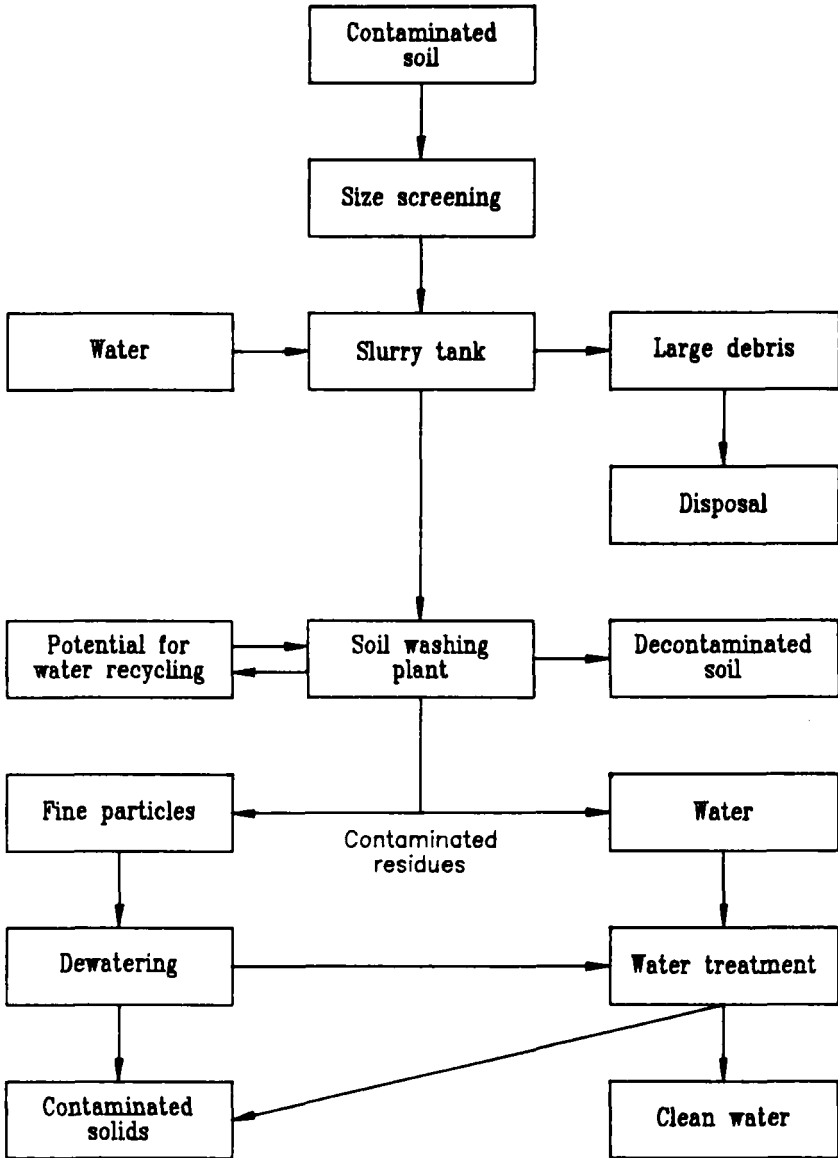 Contaminated
soil
Size screening
Water
Slurry tank
Large debris
Disposal
Potential for
water recycling
Soil washing
plant
Decontaminated
soil
Fine particles
Contaminated
residues
Water
Dewatering
Water treatment
Contaminated
solids
Clean water